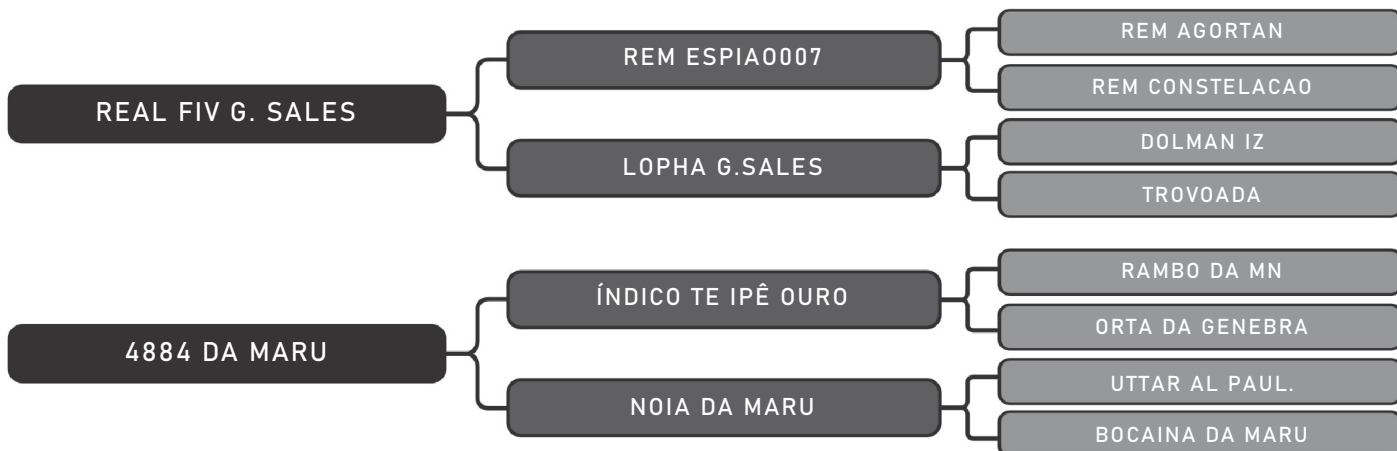 REM AGORTAN
REM ESPIAO007
REM CONSTELACAO
REAL FIV G. SALES
DOLMAN IZ
LOPHA G.SALES
TROVOADA
RAMBO DA MN
ÍNDICO TE IPÊ OURO
ORTA DA GENEBRA
4884 DA MARU
UTTAR AL PAUL.
NOIA DA MARU
BOCAINA DA MARU